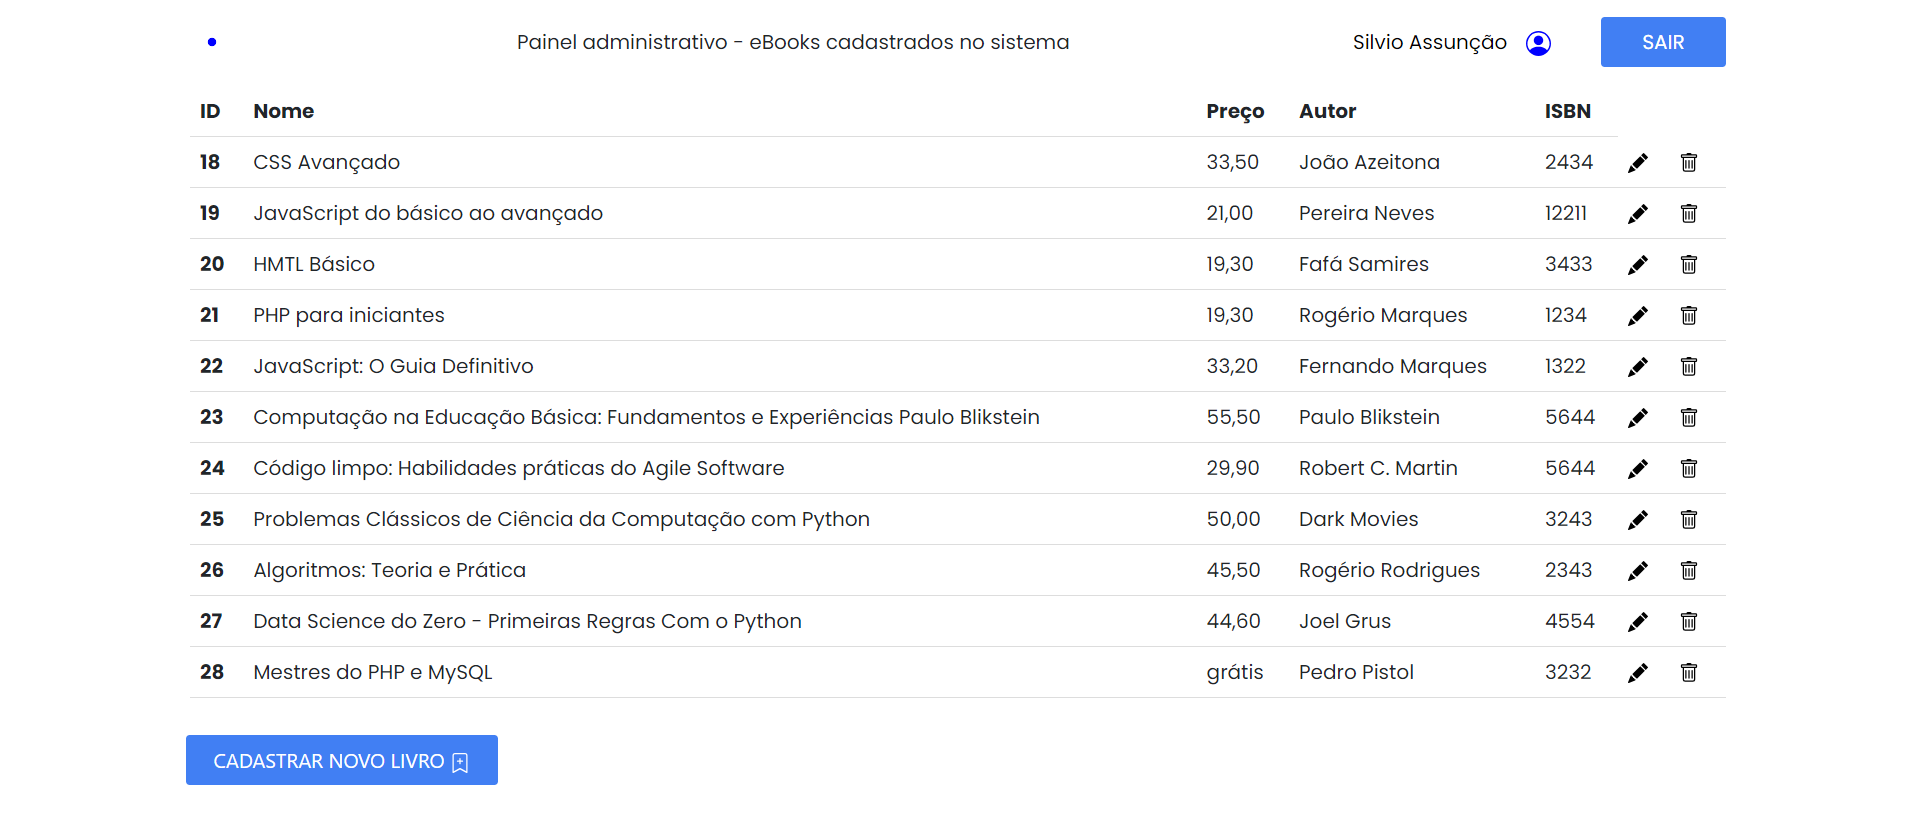 Painel administrativo - eBooks cadastrados no sistema Silvio Assunção SAIR
ID Nome Preço Autor ISBN
18 CSS Avançado 33,50 João Azeitona 2434
19 JavaScript do básico ao avançado 21,00 Pereira Neves 12211
20 HMTL Básico 19,30 Fafá Samires 3433
21 PHP para iniciantes 19,30 Rogério Marques 1234
22 JavaScript: O Guia Definitivo 33,20 Fernando Marques 1322
23 Computação na Educação Básica: Fundamentos e Experiências Paulo Blikstein 55,50 Paulo Blikstein 5644
24 Código limpo: Habilidades práticas do Agile Software 29,90 Robert C. Martin 5644
25 Problemas Clássicos de Ciência da Computação com Python 50,00 Dark Movies 3243
26 Algoritmos: Teoria e Prática 45,50 Rogério Rodrigues 2343
27 Data Science do Zero - Primeiras Regras Com o Python 44,60 Joel Grus 4554
28 Mestres do PHP e MySQL grátis Pedro Pistol 3232
CADASTRAR NOVO LIVRO